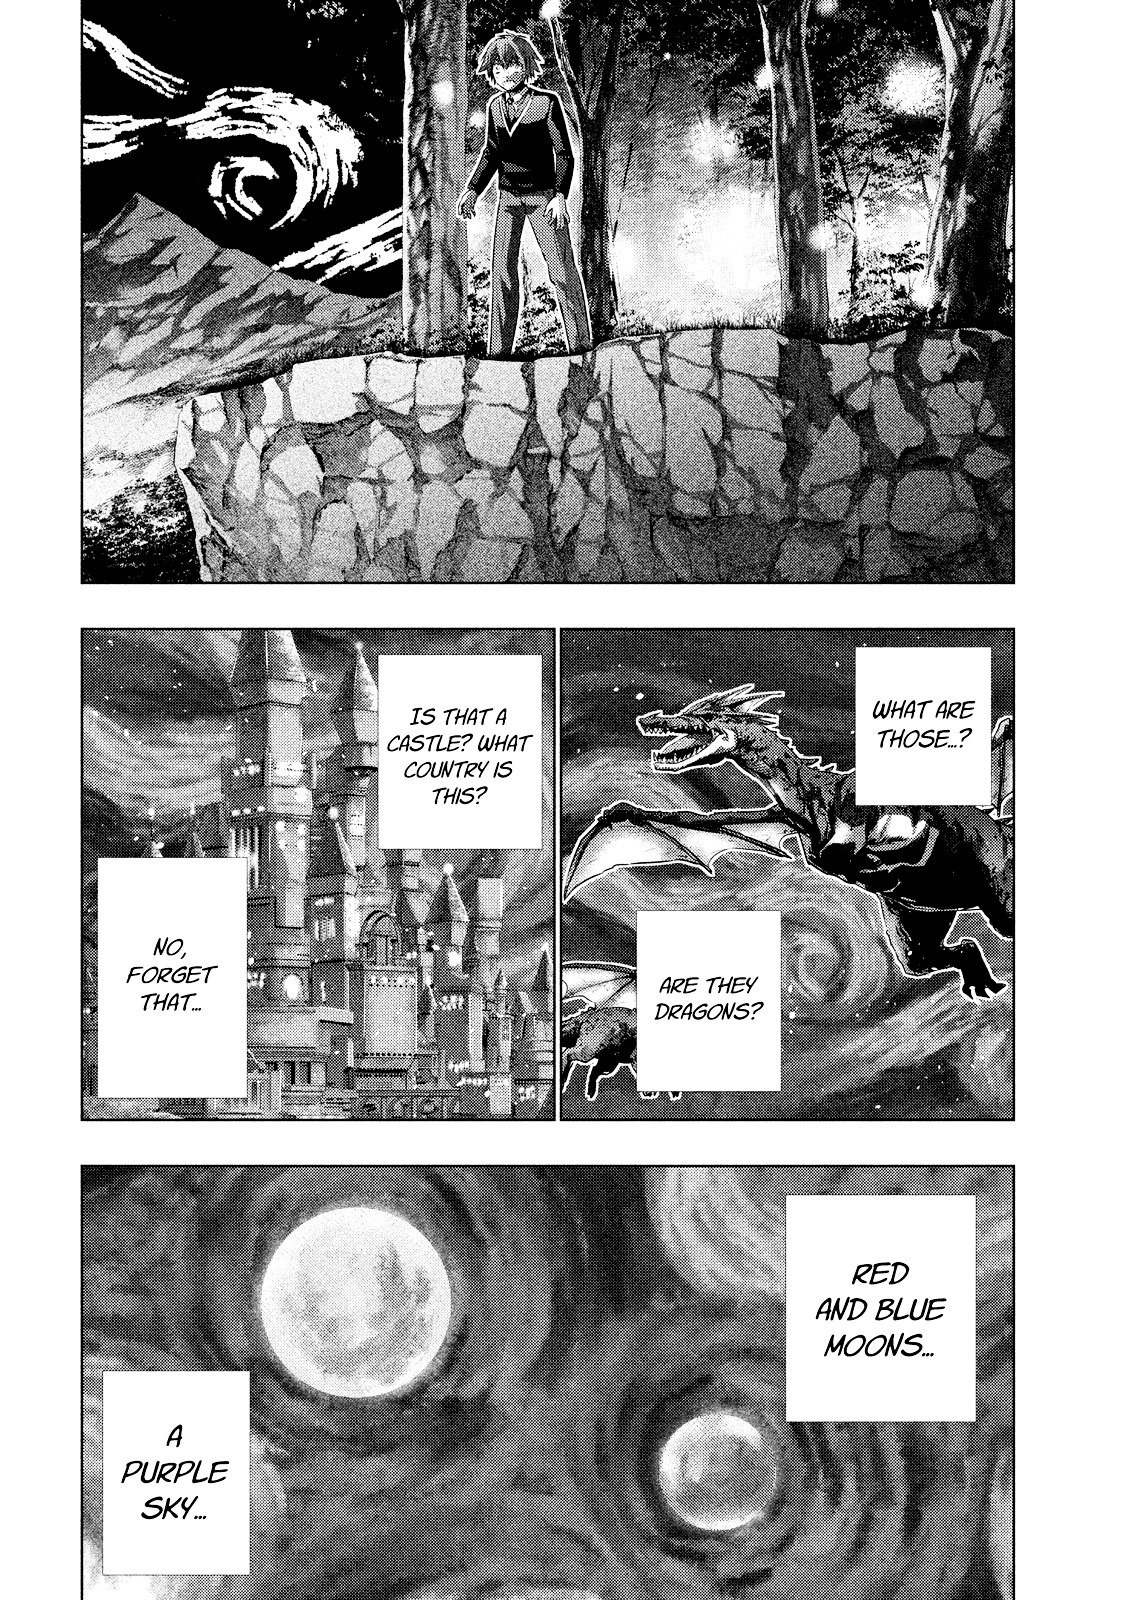 WHAT ARE
THOSE...?
ARE THEY
DRAGONS?
IS THAT A
CASTLE? WHAT
COUNTRY IS
THIS?
NO,
FORGET
THAT...
RED
AND BLUE
MOONS...
A
PURPLE
SKY...